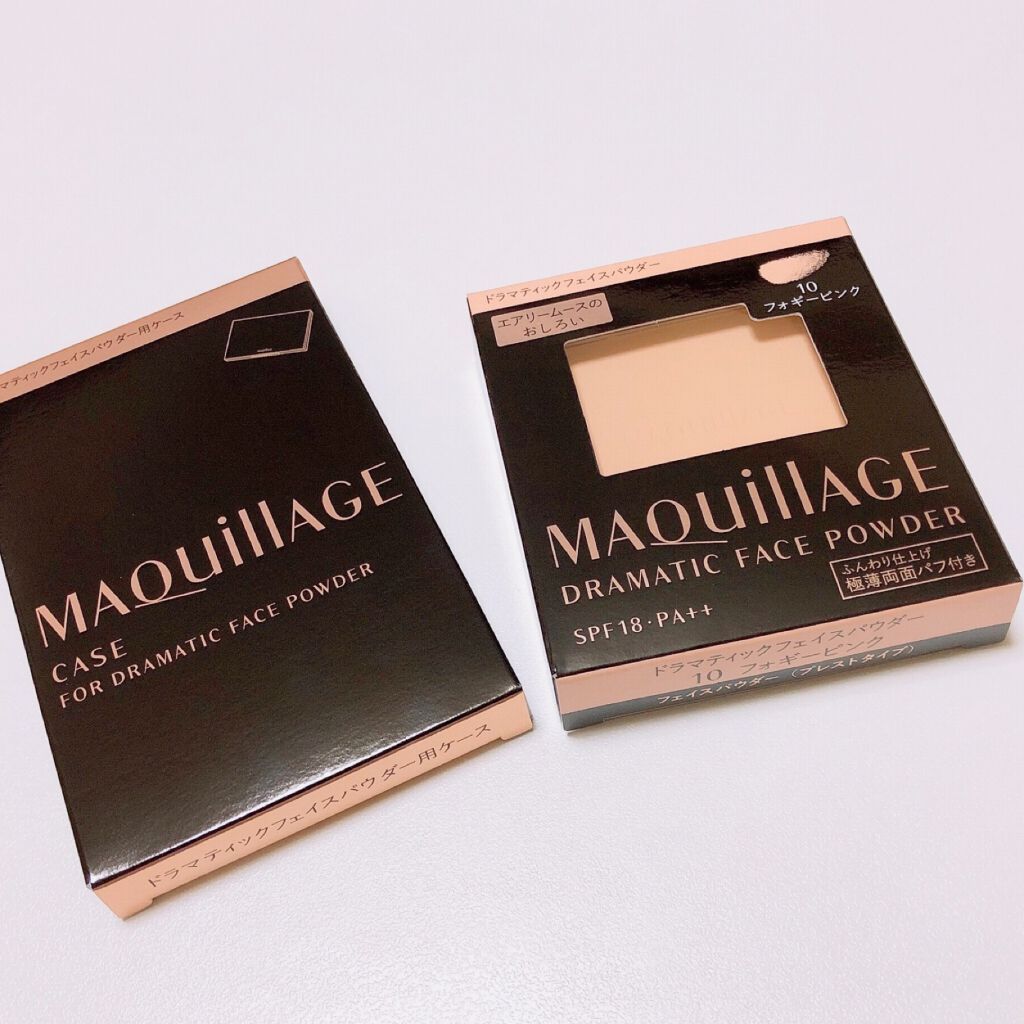 マティックフェイスパウダー用ケース
MAQuillAGE
CASE
FOR DRAMATIC FACE POWDER
ドラマティックフェイスパウダー用ケース
ドラマティックフェイスパウダー
エアリームースの
おしろい
10
フォギーピンク
MAQuillAGE
DRAMATIC FACE POWDER
ふんわり仕上げ
極薄両面パフ付き
SPF18・PA++
ドラマティックフェイスパウダー
10 フォギーピンク
フェイスパウダー（プレストタイプ）